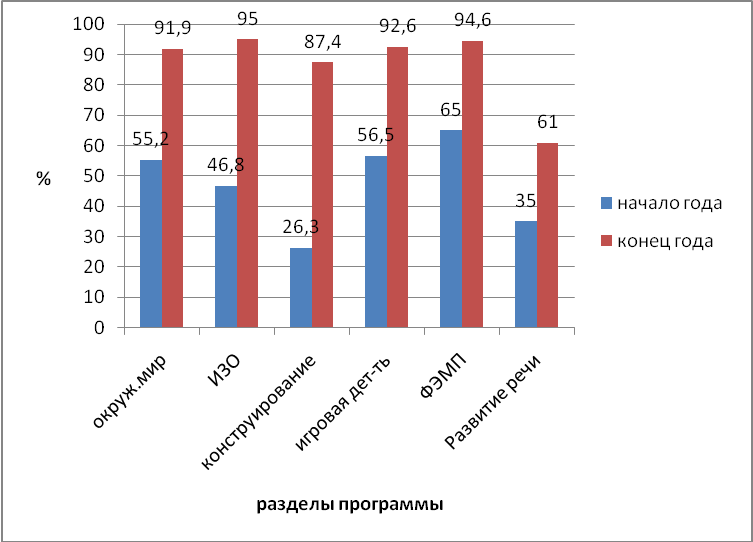 100
90
80
70
60
50
40
30
20
10
0
%
91,9
95
87,4
92,6
94,6
61
55,2
46,8
26,3
56,5
65
35
окруж.мир
ИЗО
конструирование
игровая дет-ть
ФЭМП
Развитие речи
разделы программы
начало года
конец года